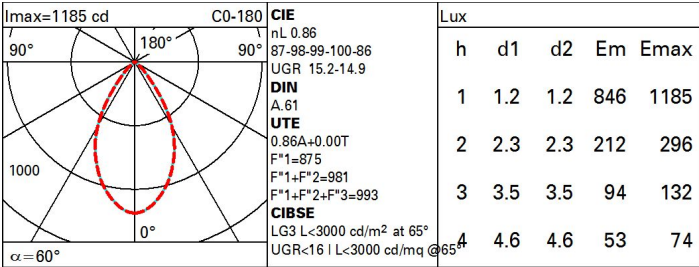 Imax=1185 cd C0-180
90° 180° 90°
1000
0°
α=60°
CIE
nL 0.86
87-98-99-100-86
UGR 15.2-14.9
DIN
A.61
UTE
0.86A+0.00T
F"1=875
F"1+F"2=981
F"1+F"2+F"3=993
CIBSE
LG3 L<3000 cd/m² at 65°
UGR<16 | L<3000 cd/mq @65°
Lux
h d1 d2 Em Emax
1 1.2 1.2 846 1185
2 2.3 2.3 212 296
3 3.5 3.5 94 132
4 4.6 4.6 53 74